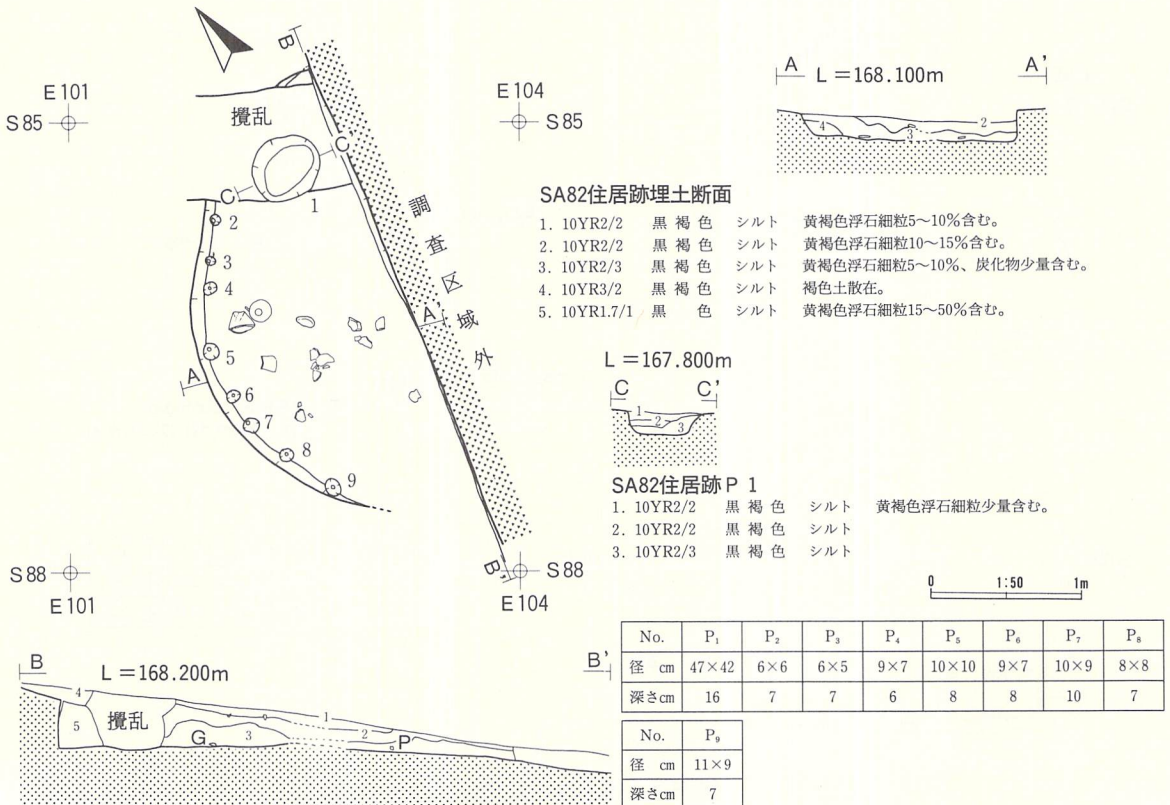 B
E101
S85
攪乱
E104
S85
C'
C
1
2
3
4
5
6
7
8
9
A
A'
調査区域外
S88
E101
B'
S88
E104
A L=168.100m A'
4
3
2
SA82住居跡埋土断面
1. 10YR2/2 黒褐色 シルト 黄褐色浮石細粒5~10%含む。
2. 10YR2/2 黒褐色 シルト 黄褐色浮石細粒10~15%含む。
3. 10YR2/3 黒褐色 シルト 黄褐色浮石細粒5~10%、炭化物少量含む。
4. 10YR3/2 黒褐色 シルト 褐色土散在。
5. 10YR1.7/1 黒色 シルト 黄褐色浮石細粒15~50%含む。
L=167.800m
C C'
1
2
3
SA82住居跡P1
1. 10YR2/2 黒褐色 シルト 黄褐色浮石細粒少量含む。
2. 10YR2/2 黒褐色 シルト
3. 10YR2/3 黒褐色 シルト
0 1:50 1m
B L=168.200m B'
4
5
攪乱
1
G 3
2
P
No. P₁ P₂ P₃ P₄ P₅ P₆ P₇ P₈
径 cm 47×42 6×6 6×5 9×7 10×10 9×7 10×9 8×8
深さcm 16 7 7 6 8 8 10 7
No. P₉
径 cm 11×9
深さcm 7